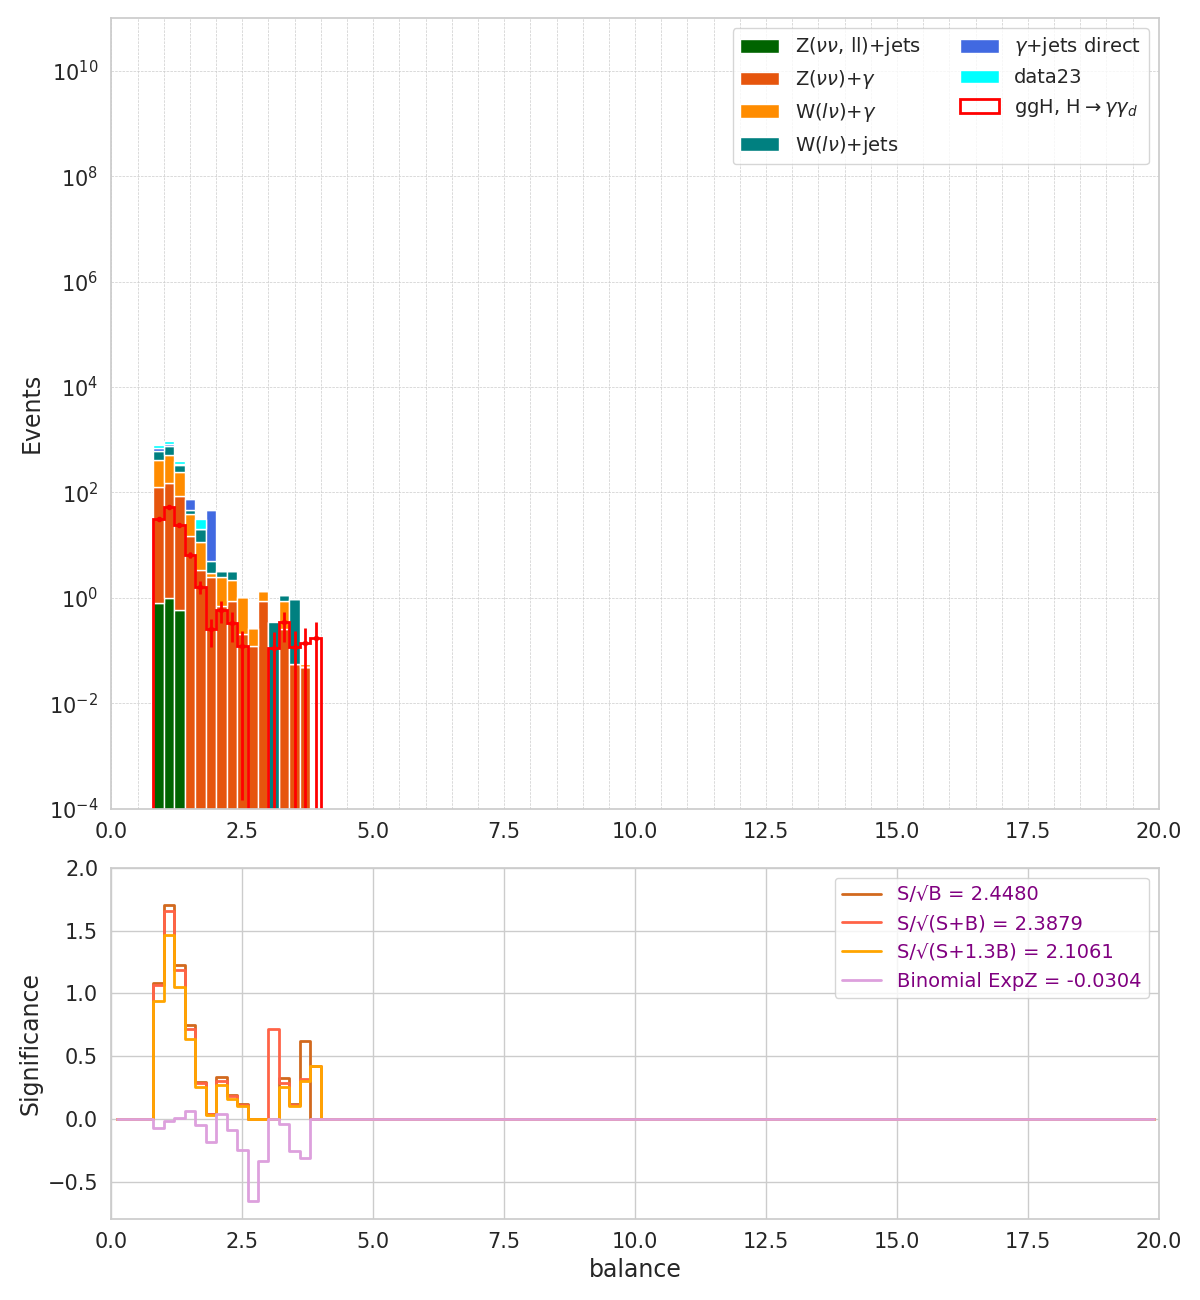 Z(νν, ll)+jets
Z(νν)+γ
W(lν)+γ
W(lν)+jets
γ+jets direct
data23
ggH, H→γγ_d
Events
10^10
10^8
10^6
10^4
10^2
10^0
10^−2
10^−4
0.0 2.5 5.0 7.5 10.0 12.5 15.0 17.5 20.0
S/√B = 2.4480
S/√(S+B) = 2.3879
S/√(S+1.3B) = 2.1061
Binomial ExpZ = -0.0304
Significance
2.0
1.5
1.0
0.5
0.0
−0.5
0.0 2.5 5.0 7.5 10.0 12.5 15.0 17.5 20.0
balance